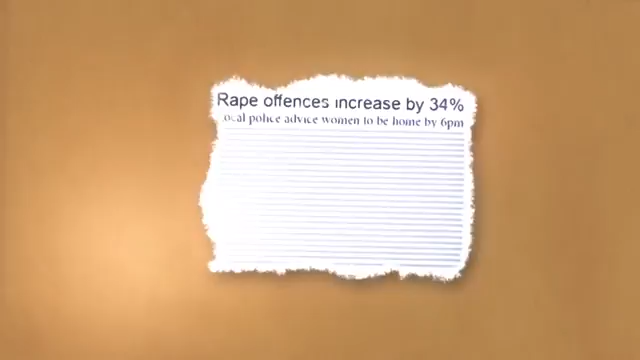 Rape offences increase by 34%
ocal police advice women to be home by 6pm